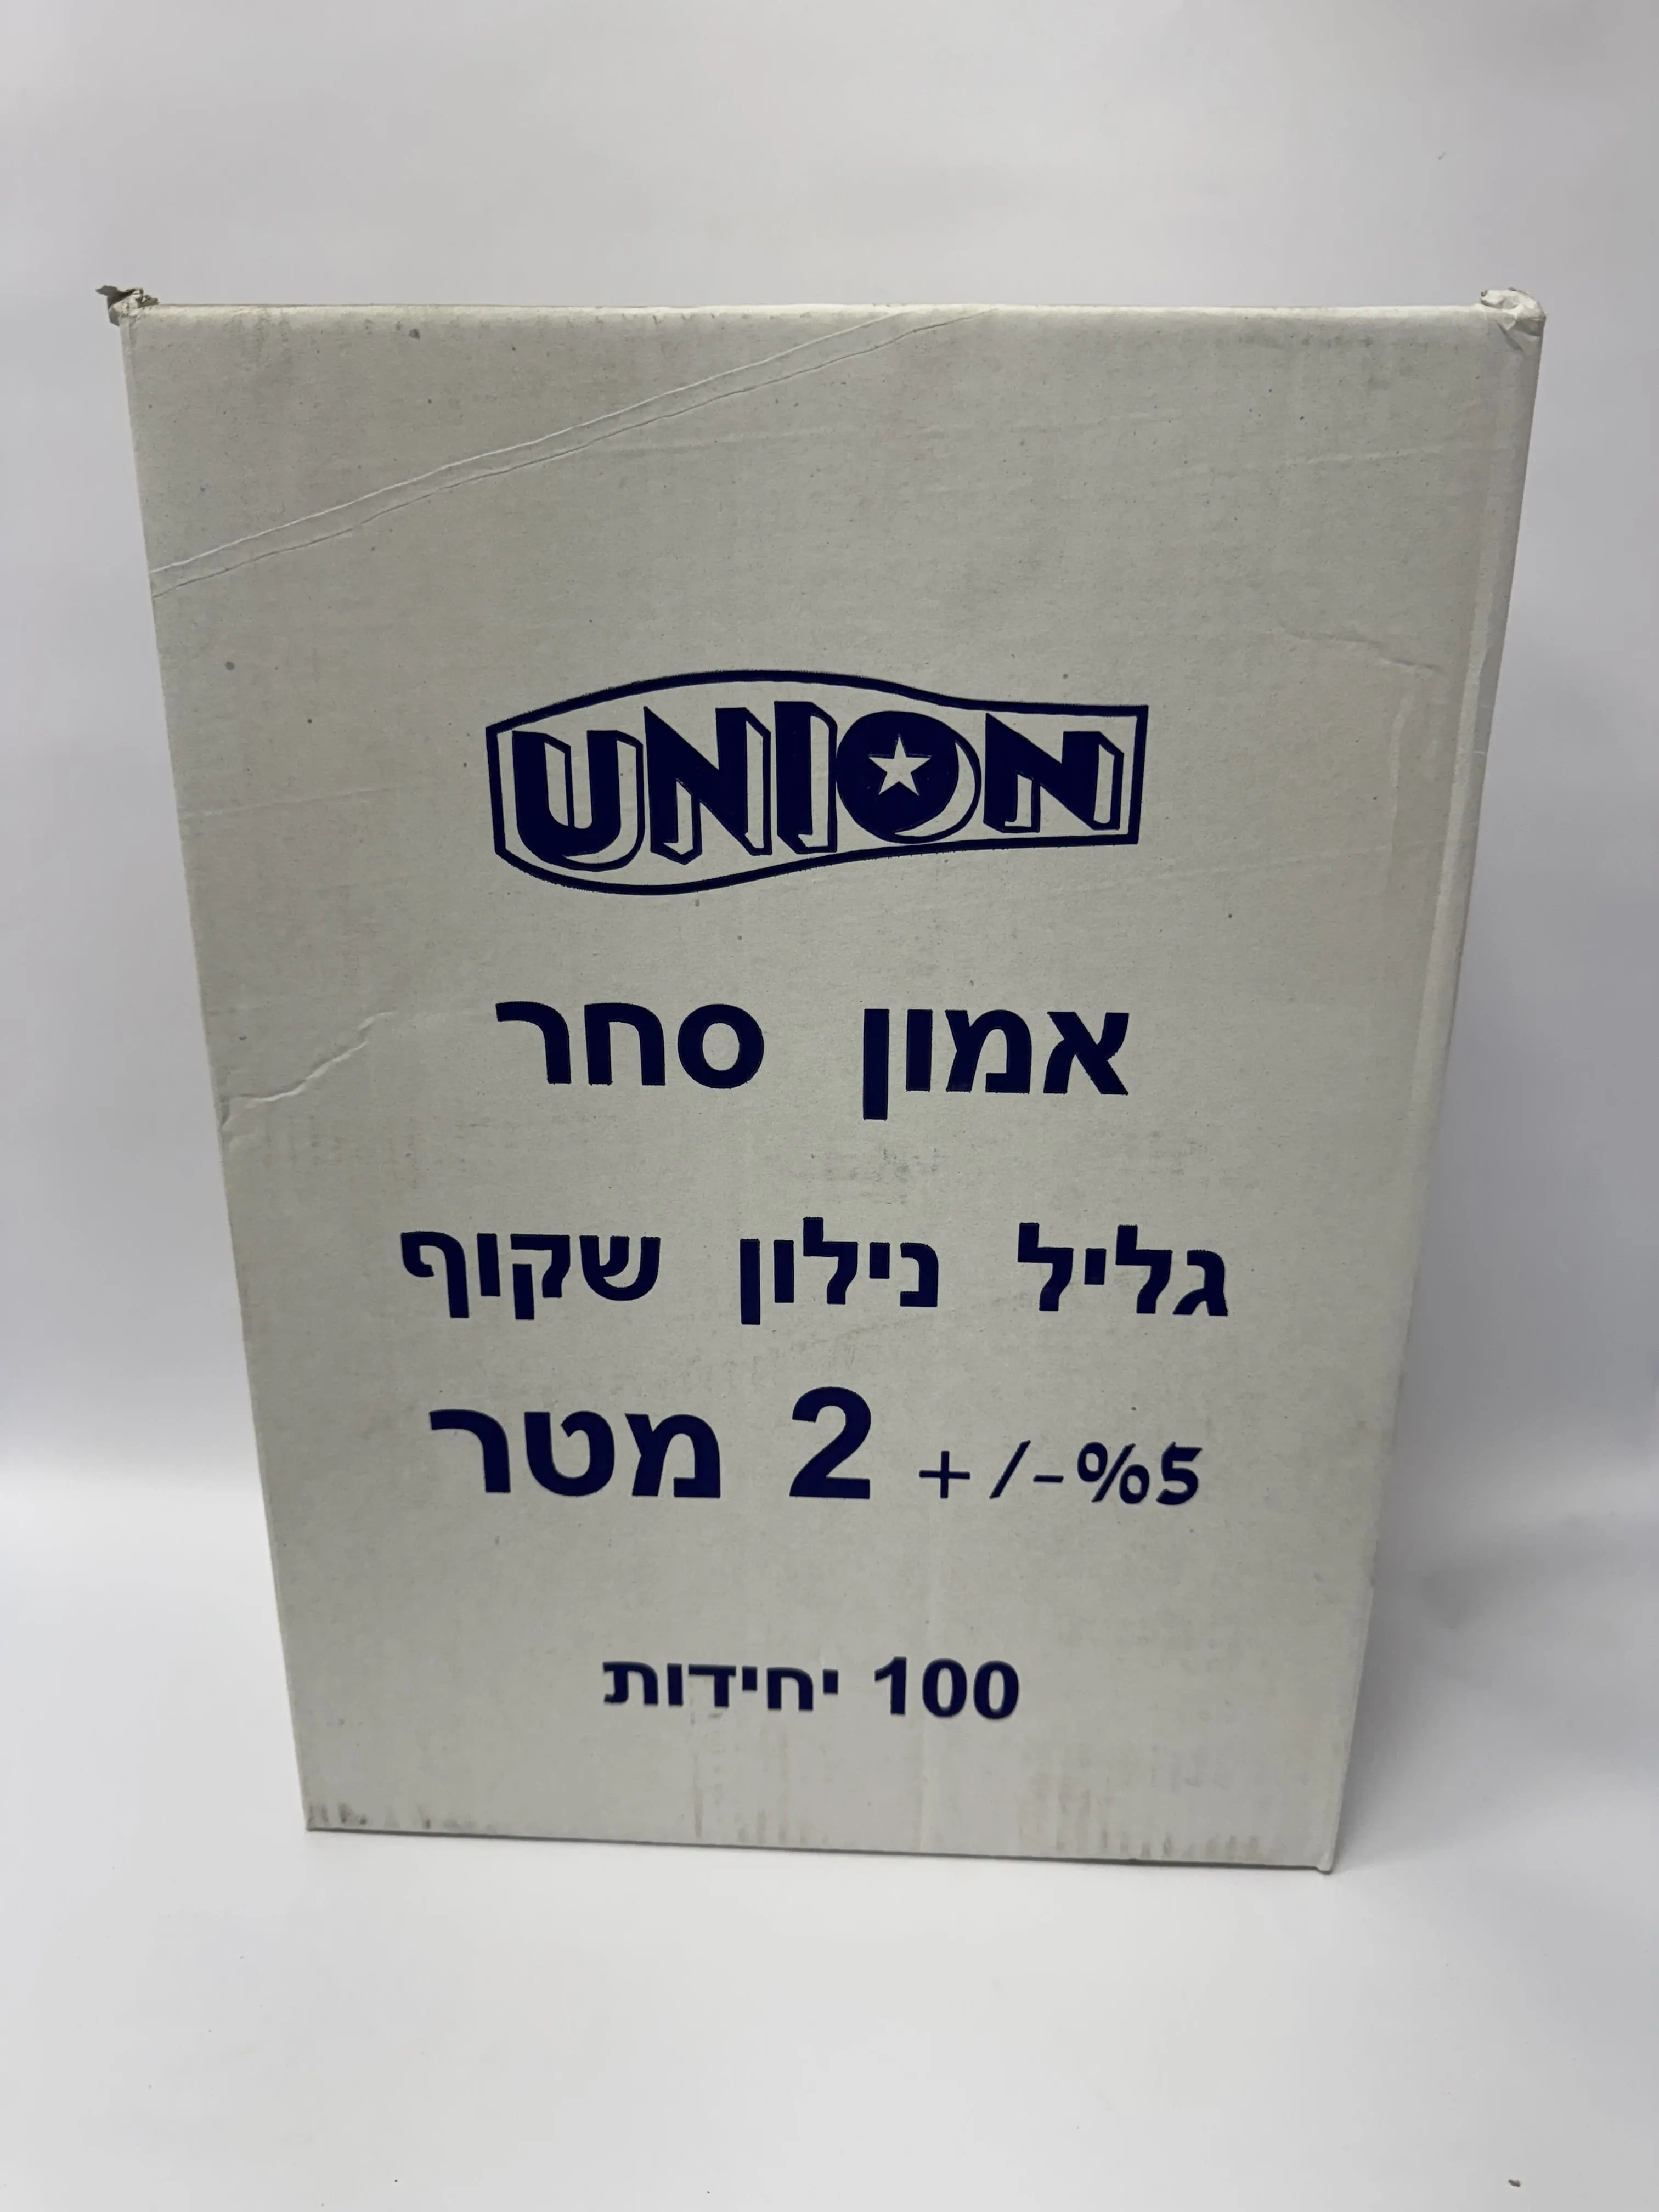 UNION
אמון סחר
גליל נילון שקוף
5%-/+ 2 מטר
100 יחידות